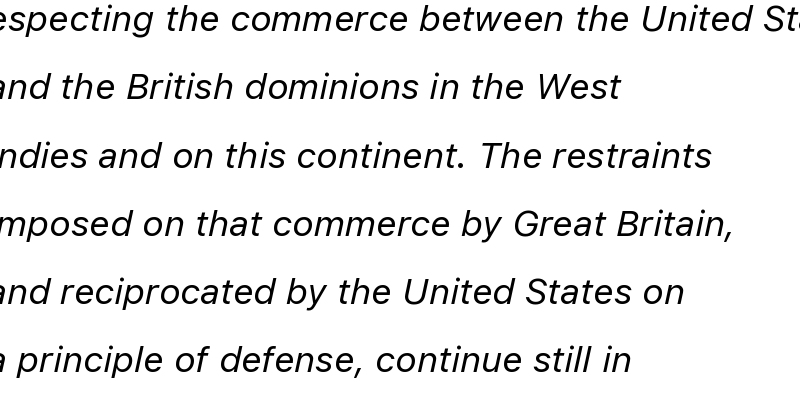 especting the commerce between the United Sta
and the British dominions in the West
ndies and on this continent. The restraints
mposed on that commerce by Great Britain,
and reciprocated by the United States on
a principle of defense, continue still in